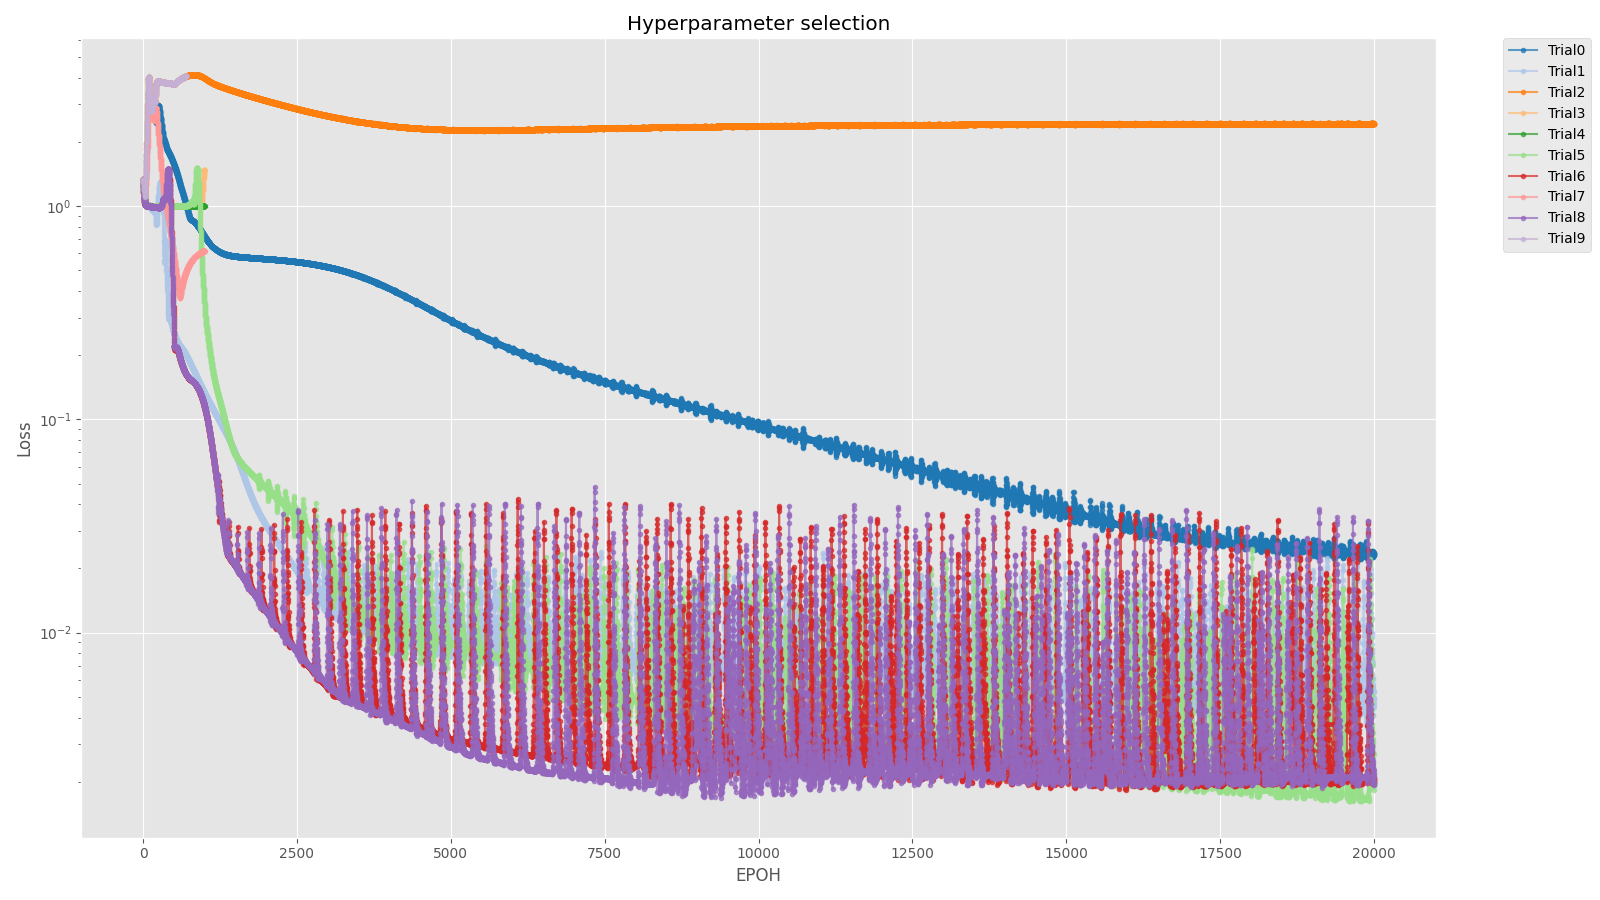 Hyperparameter selection
Loss
10⁰
10⁻¹
10⁻²
0
2500
5000
7500
10000
12500
15000
17500
20000
EPOH
Trial0
Trial1
Trial2
Trial3
Trial4
Trial5
Trial6
Trial7
Trial8
Trial9